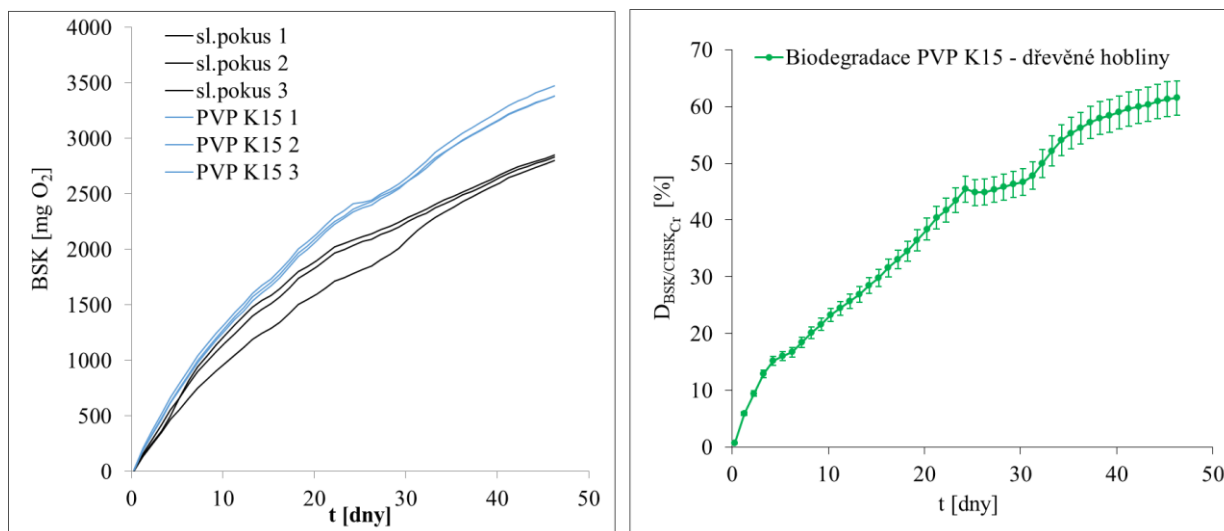 BSK [mg O₂]
4000
3500
3000
2500
2000
1500
1000
500
0
sl.pokus 1
sl.pokus 2
sl.pokus 3
PVP K15 1
PVP K15 2
PVP K15 3
0 10 20 30 40 50
t [dny]
D_BSK/CHSK_Cr [%]
70
60
50
40
30
20
10
0
Biodegradace PVP K15 - dřevěné hobliny
0 10 20 30 40 50
t [dny]